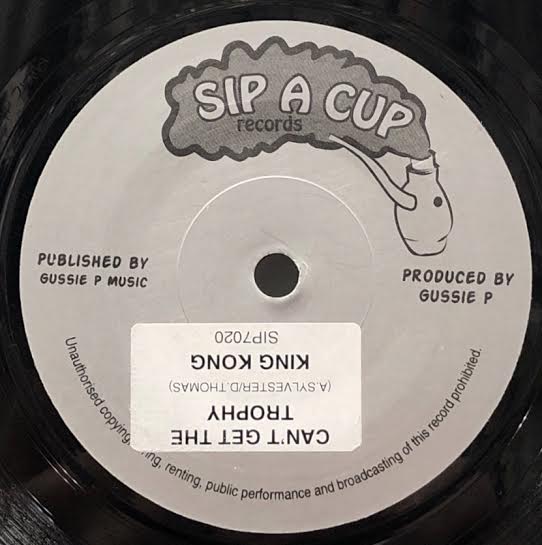 SIP A CUP
records
PUBLISHED BY
GUSSIE P MUSIC
PRODUCED BY
GUSSIE P
CAN'T GET THE
TROPHY
(A.SYLVESTER/D.THOMAS)
KING KONG
SIP7020
Unauthorised copying, renting, public performance and broadcasting of this record prohibited.